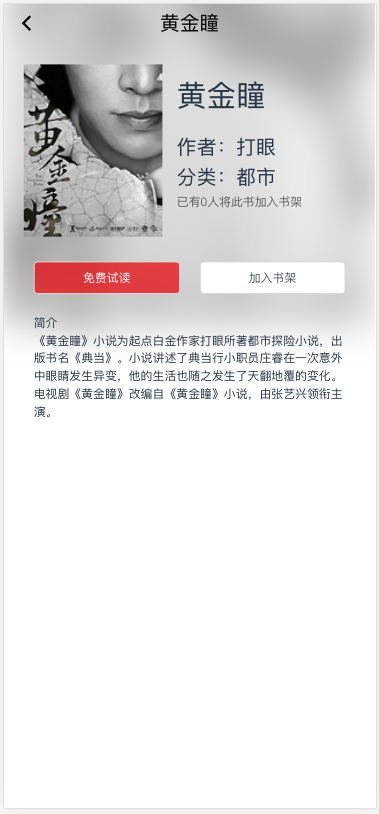 黄金瞳
黄金瞳
黄金瞳
作者：打眼
分类：都市
已有0人将此书加入书架
免费试读
加入书架
简介
《黄金瞳》小说为起点白金作家打眼所著都市探险小说，出
版书名《典当》。小说讲述了典当行小职员庄睿在一次意外
中眼睛发生异变，他的生活也随之发生了天翻地覆的变化。
电视剧《黄金瞳》改编自《黄金瞳》小说，由张艺兴领衔主
演。